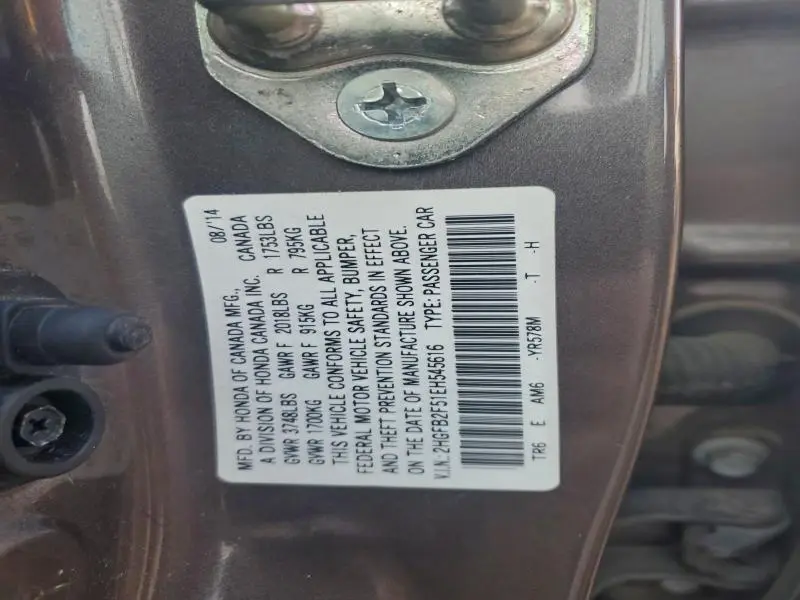 MFD. BY HONDA OF CANADA MFG., 08/14
A DIVISION OF HONDA CANADA INC. CANADA
GVWR 3748LBS GAWR F 2018LBS R 1753LBS
GVWR 1700KG GAWR F 915KG R 795KG
THIS VEHICLE CONFORMS TO ALL APPLICABLE
FEDERAL MOTOR VEHICLE SAFETY, BUMPER,
AND THEFT PREVENTION STANDARDS IN EFFECT
ON THE DATE OF MANUFACTURE SHOWN ABOVE.
V.I.N.:2HGFB2F51EH545616 TYPE: PASSENGER CAR
TR6 E AM6 -YR578M -T -H